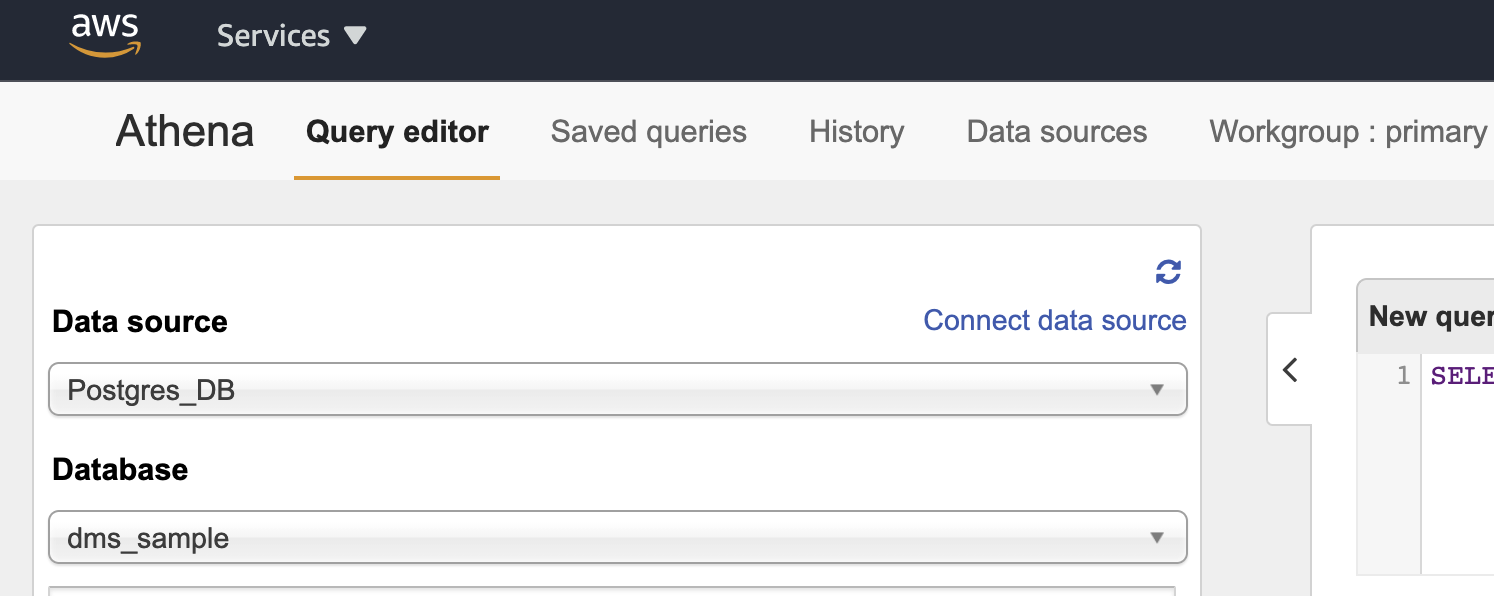 aws Services
Athena Query editor Saved queries History Data sources Workgroup : primary
Data source Connect data source
Postgres_DB
Database
dms_sample
New quer
1 SELE